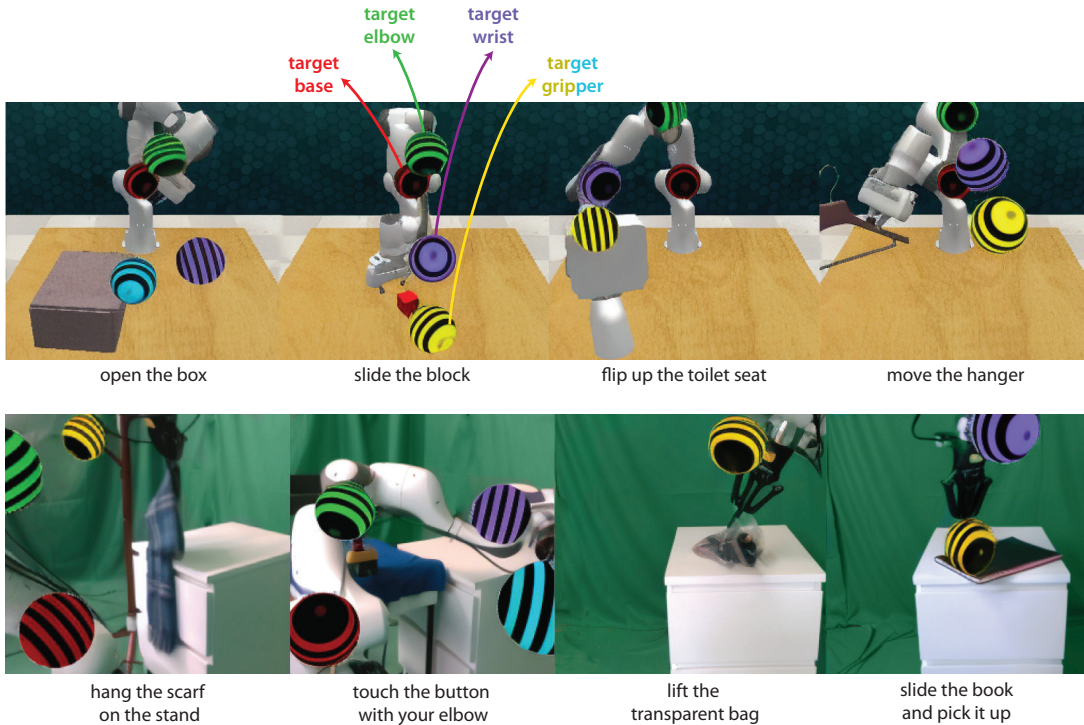 target
elbow
target
wrist
target
base
target
gripper
open the box
slide the block
flip up the toilet seat
move the hanger
hang the scarf
on the stand
touch the button
with your elbow
lift the
transparent bag
slide the book
and pick it up